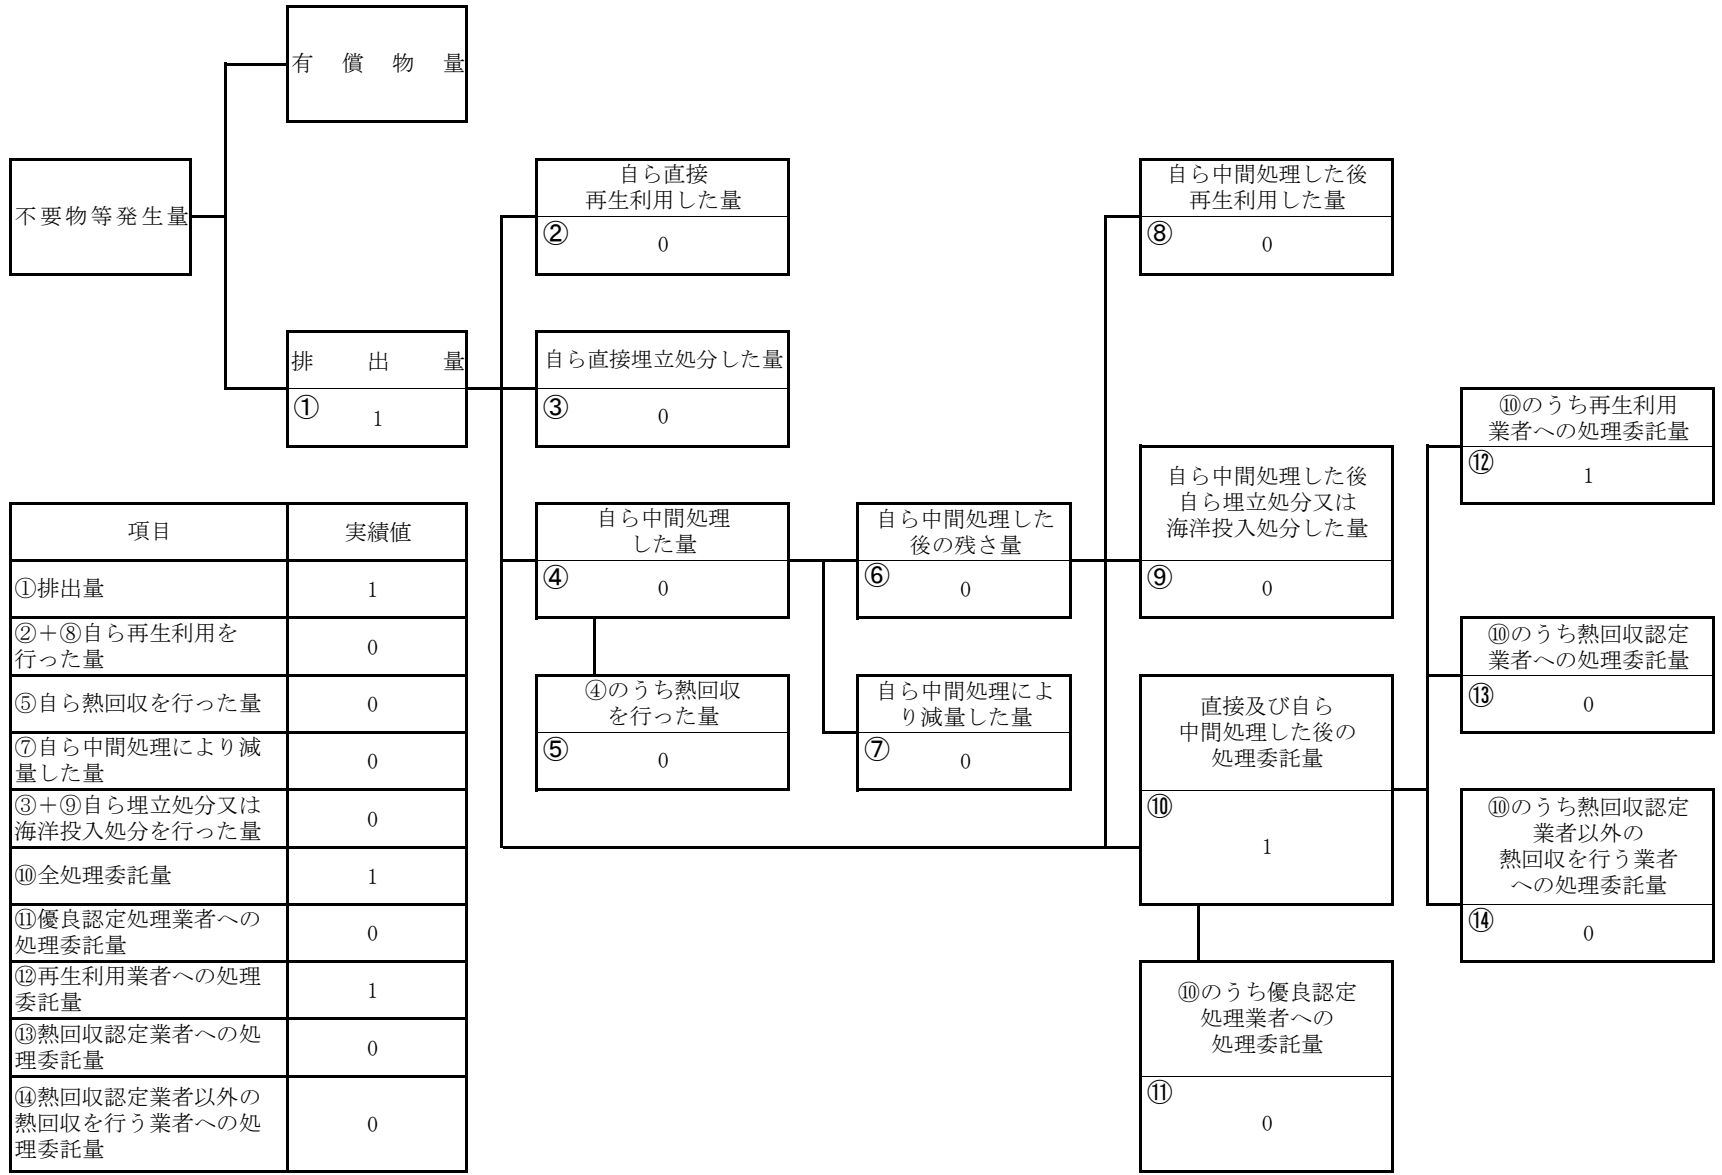 有償物量
不要物等発生量
排出量
①
1
自ら直接
再生利用した量
②
0
自ら直接埋立処分した量
③
0
自ら中間処理
した量
④
0
④のうち熱回収
を行った量
⑤
0
自ら中間処理した
後の残さ量
⑥
0
自ら中間処理によ
り減量した量
⑦
0
自ら中間処理した後
再生利用した量
⑧
0
自ら中間処理した後
自ら埋立処分又は
海洋投入処分した量
⑨
0
直接及び自ら
中間処理した後の
処理委託量
⑩
1
⑩のうち優良認定
処理業者への
処理委託量
⑪
0
⑩のうち再生利用
業者への処理委託量
⑫
1
⑩のうち熱回収認定
業者への処理委託量
⑬
0
⑩のうち熱回収認定
業者以外の
熱回収を行う業者
への処理委託量
⑭
0
項目 実績値
①排出量 1
②＋⑧自ら再生利用を
行った量 0
⑤自ら熱回収を行った量 0
⑦自ら中間処理により減
量した量 0
③＋⑨自ら埋立処分又は
海洋投入処分を行った量 0
⑩全処理委託量 1
⑪優良認定処理業者への
処理委託量 0
⑫再生利用業者への処理
委託量 1
⑬熱回収認定業者への処
理委託量 0
⑭熱回収認定業者以外の
熱回収を行う業者への処
理委託量 0